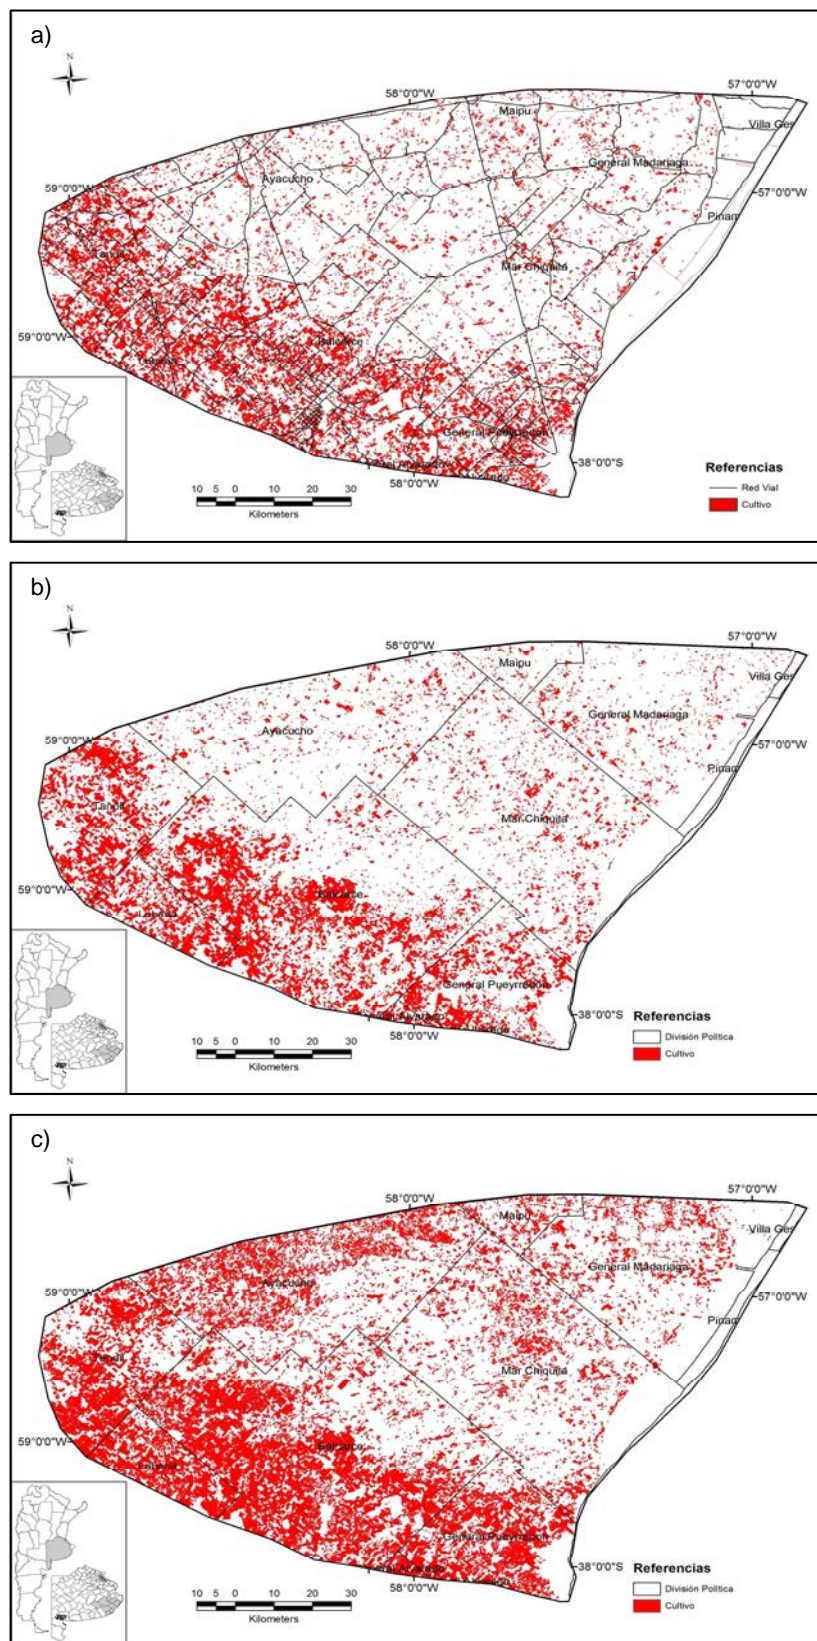 a)
N
58°0'0"W
57°0'0"W
Maipu
Villa Ges
General Madariaga
Ayacucho
59°0'0"W
57°0'0"W
Pinam
Tandil
Mar Chiquita
59°0'0"W
Balcarce
Lobería
General Pueyrredón
38°0'0"S
58°0'0"W
10 5 0 10 20 30
Kilometers
Referencias
Red Vial
Cultivo
b)
N
58°0'0"W
57°0'0"W
Maipu
Villa Ges
General Madariaga
Ayacucho
59°0'0"W
57°0'0"W
Pinam
Tandil
Mar Chiquita
59°0'0"W
Balcarce
Lobería
General Pueyrredón
38°0'0"S
58°0'0"W
10 5 0 10 20 30
Kilometers
Referencias
División Política
Cultivo
c)
N
58°0'0"W
57°0'0"W
Maipu
Villa Ges
General Madariaga
Ayacucho
59°0'0"W
57°0'0"W
Pinam
Tandil
Mar Chiquita
59°0'0"W
Balcarce
Lobería
General Pueyrredón
38°0'0"S
58°0'0"W
10 5 0 10 20 30
Kilometers
Referencias
División Política
Cultivo